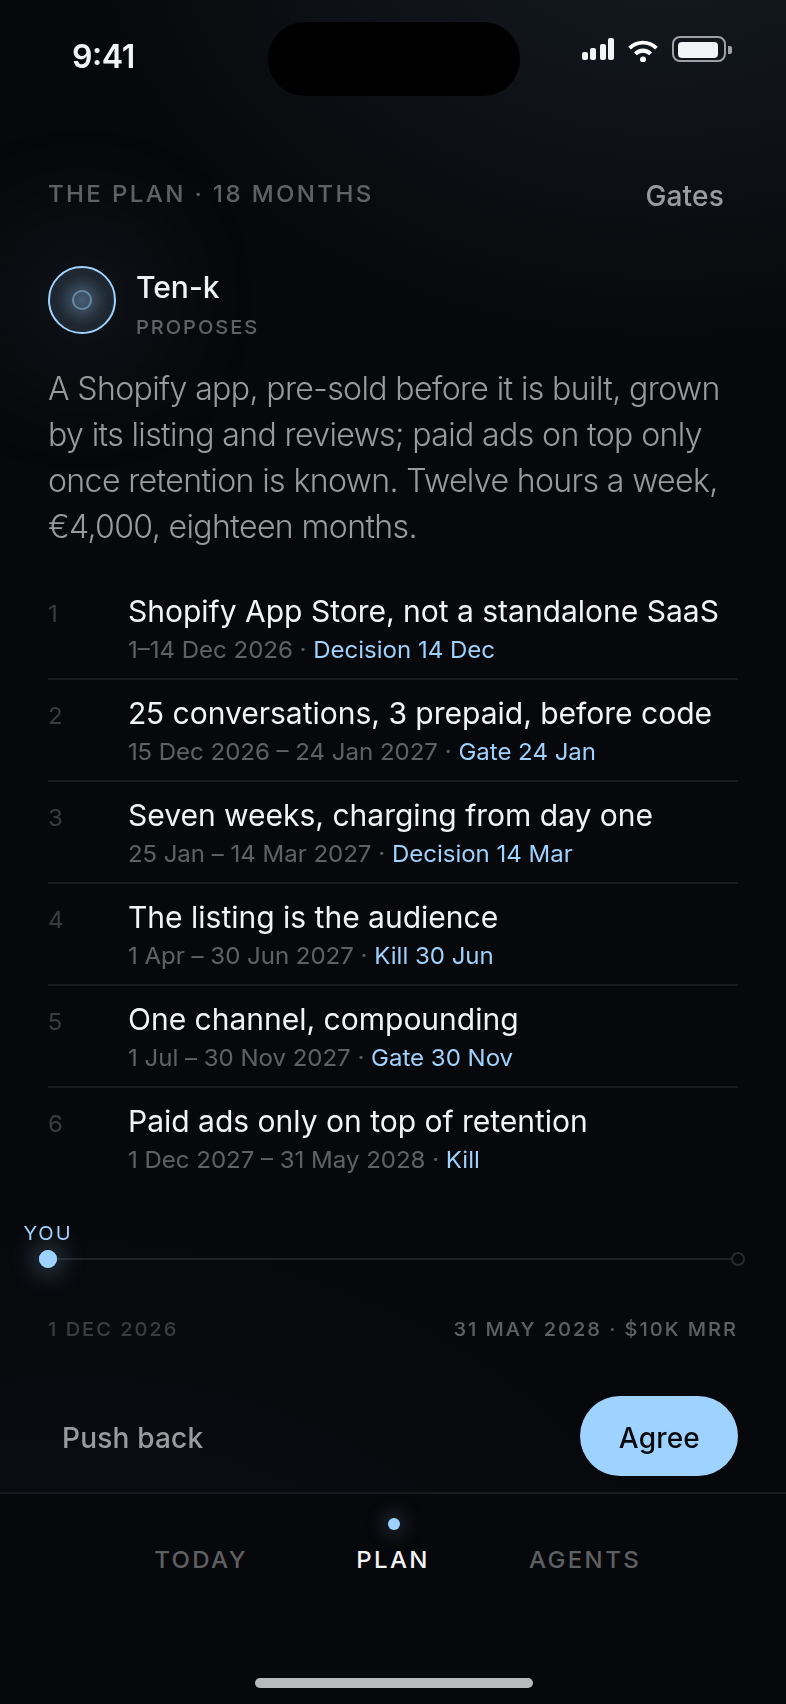 9:41
THE PLAN · 18 MONTHS
Gates
Ten-k
PROPOSES
A Shopify app, pre-sold before it is built, grown
by its listing and reviews; paid ads on top only
once retention is known. Twelve hours a week,
€4,000, eighteen months.
1 Shopify App Store, not a standalone SaaS
1–14 Dec 2026 · Decision 14 Dec
2 25 conversations, 3 prepaid, before code
15 Dec 2026 – 24 Jan 2027 · Gate 24 Jan
3 Seven weeks, charging from day one
25 Jan – 14 Mar 2027 · Decision 14 Mar
4 The listing is the audience
1 Apr – 30 Jun 2027 · Kill 30 Jun
5 One channel, compounding
1 Jul – 30 Nov 2027 · Gate 30 Nov
6 Paid ads only on top of retention
1 Dec 2027 – 31 May 2028 · Kill
YOU
1 DEC 2026
31 MAY 2028 · $10K MRR
Push back
Agree
TODAY
PLAN
AGENTS